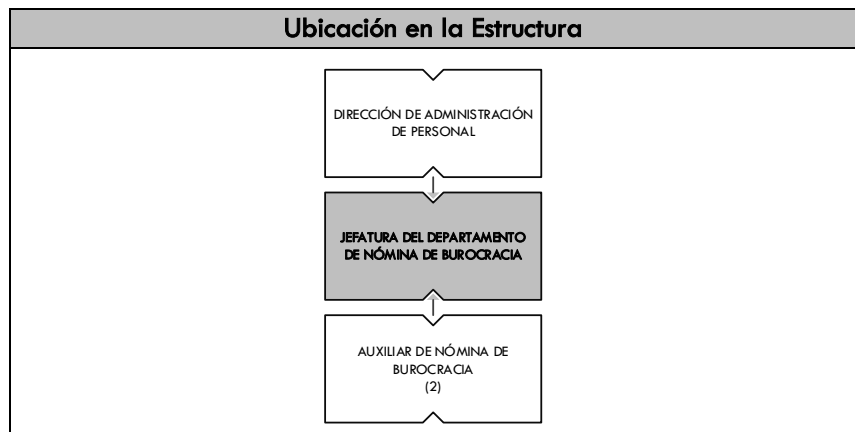 Ubicación en la Estructura
DIRECCIÓN DE ADMINISTRACIÓN
DE PERSONAL
JEFATURA DEL DEPARTAMENTO
DE NÓMINA DE BUROCRACIA
AUXILIAR DE NÓMINA DE
BUROCRACIA
(2)